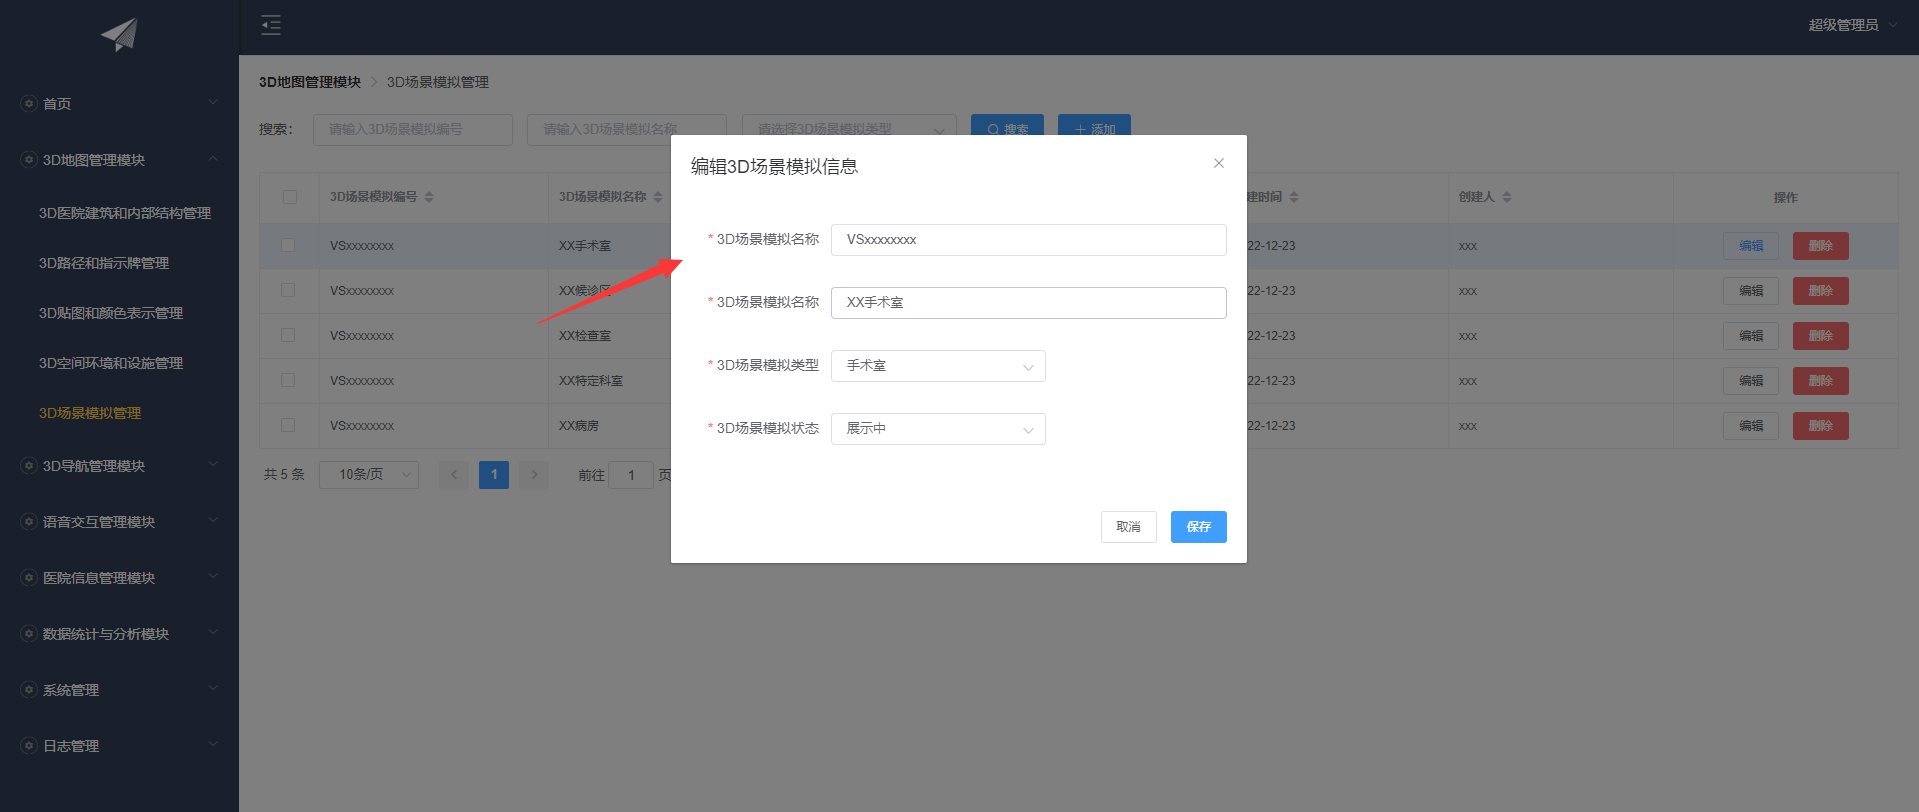 超级管理员
首页
3D地图管理模块
3D医院建筑和内部结构管理
3D路径和指示牌管理
3D贴图和颜色表示管理
3D空间环境和设施管理
3D场景模拟管理
3D导航管理模块
语音交互管理模块
医院信息管理模块
数据统计与分析模块
系统管理
日志管理
3D地图管理模块 > 3D场景模拟管理
搜索： 请输入3D场景模拟编号 请输入3D场景模拟名称 请选择3D场景模拟类型 搜索 + 添加
3D场景模拟编号 3D场景模拟名称 建时间 创建人 操作
VSxxxxxxxx XX手术室 22-12-23 xxx 编辑 删除
VSxxxxxxxx XX候诊区 22-12-23 xxx 编辑 删除
VSxxxxxxxx XX检查室 22-12-23 xxx 编辑 删除
VSxxxxxxxx XX特定科室 22-12-23 xxx 编辑 删除
VSxxxxxxxx XX病房 22-12-23 xxx 编辑 删除
共 5 条 10条/页 < 1 > 前往 1 页
编辑3D场景模拟信息
* 3D场景模拟名称 VSxxxxxxxx
* 3D场景模拟名称 XX手术室
* 3D场景模拟类型 手术室
* 3D场景模拟状态 展示中
取消 保存